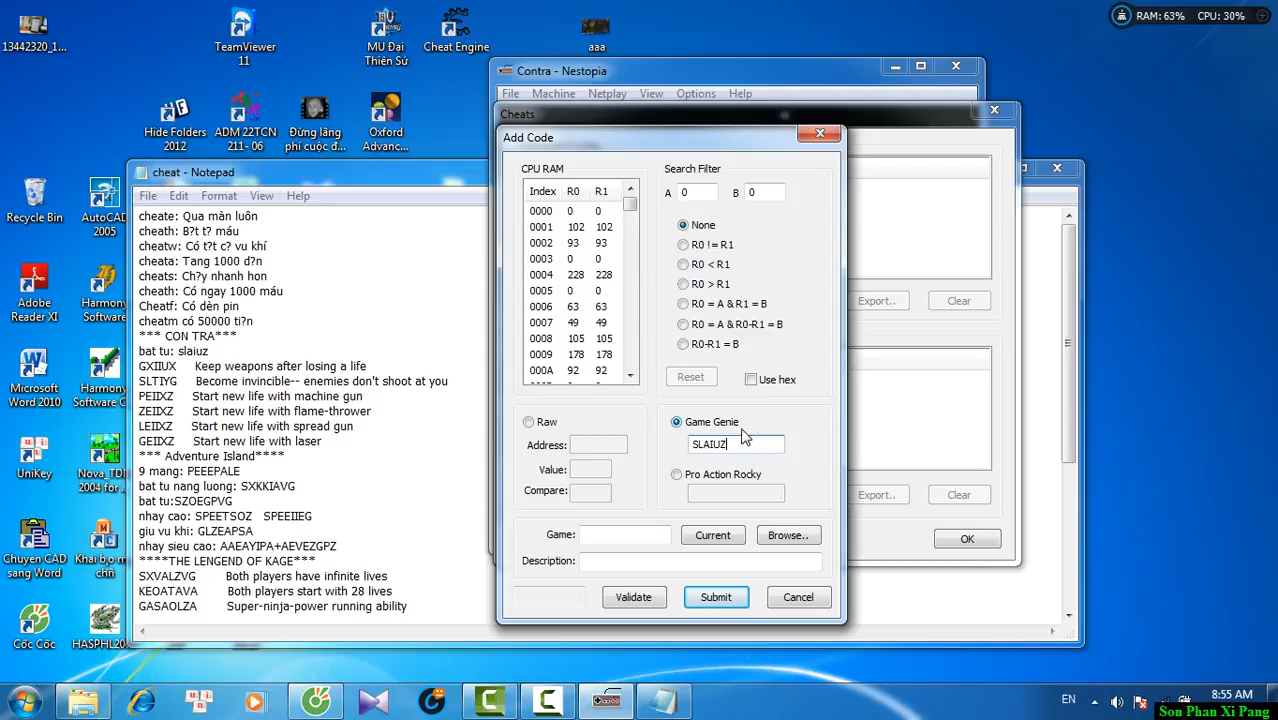 RAM: 63% CPU: 30%
13442320_1...
TeamViewer
11
MU Đại
Thiên Sứ
Cheat Engine
aaa
Hide Folders
2012
ADM 22TCN
211- 06
Đừng lãng
phí cuộc đ...
Oxford
Advanc...
Recycle Bin
AutoCAD
2005
Adobe
Reader XI
Harmony
Software
Microsoft
Word 2010
Harmony
Software C
UniKey
Nova_TDN
2004 for
Chuyen CAD
sang Word
Khai bo m
chn
Cốc Cốc
HASPHL20
cheat - Notepad
File Edit Format View Help
cheate: Qua màn luôn
cheath: B?t t? máu
cheatw: Có t?t c? vu khí
cheata: Tang 1000 d?n
cheats: Ch?y nhanh hon
cheath: Có ngay 1000 máu
Cheatf: Có dèn pin
cheatm có 50000 ti?n
*** CON TRA***
bat tu: slaiuz
GXIIUX Keep weapons after losing a life
SLTIYG Become invincible-- enemies don't shoot at you
PEIIXZ Start new life with machine gun
ZEIIXZ Start new life with flame-thrower
LEIIXZ Start new life with spread gun
GEIIXZ Start new life with laser
*** Adventure Island****
9 mang: PEEEPALE
bat tu nang luong: SXKKIAVG
bat tu:SZOEGPVG
nhay cao: SPEETSOZ SPEEIIEG
giu vu khi: GLZEAPSA
nhay sieu cao: AAEAYIPA+AEVEZGPZ
****THE LENGEND OF KAGE***
SXVALZVG Both players have infinite lives
KEOATAVA Both players start with 28 lives
GASAOLZA Super-ninja-power running ability
Contra - Nestopia
File Machine Netplay View Options Help
Cheats
Export.. Clear
Export.. Clear
OK
Add Code
CPU RAM
Index R0 R1
0000 0 0
0001 102 102
0002 93 93
0003 0 0
0004 228 228
0005 0 0
0006 63 63
0007 49 49
0008 105 105
0009 178 178
000A 92 92
Search Filter
A 0 B 0
None
R0 != R1
R0 < R1
R0 > R1
R0 = A & R1 = B
R0 = A & R0-R1 = B
R0-R1 = B
Reset Use hex
Raw
Address:
Value:
Compare:
Game Genie
SLAIUZ
Pro Action Rocky
Game: Current Browse..
Description:
Validate Submit Cancel
EN
8:55 AM
Son Phan Xi Pang